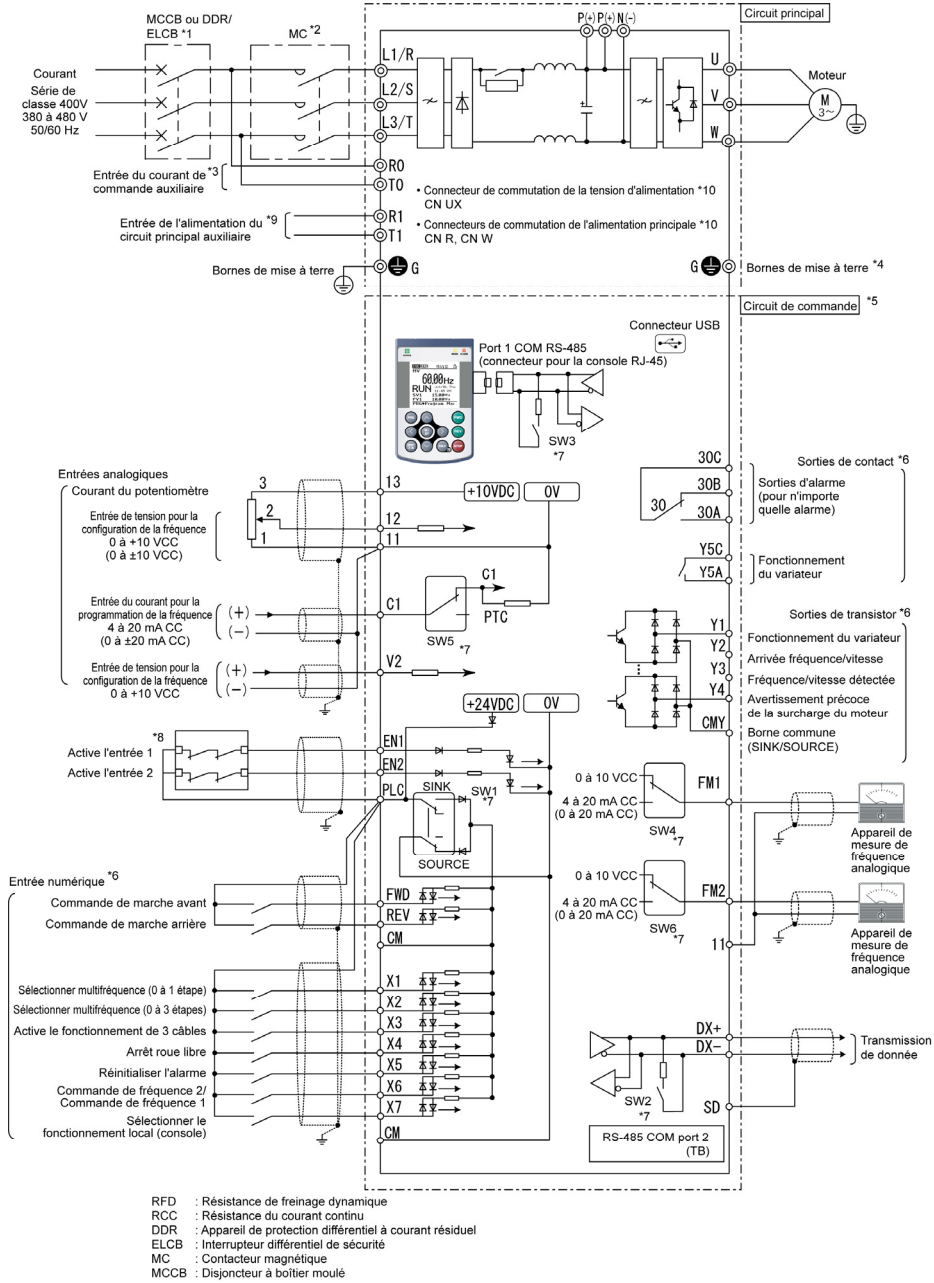 MCCB ou DDR/
ELCB *1
MC *2
P(+) P(+) N(-)
Circuit principal
L1/R
L2/S
L3/T
U
V
W
Moteur
M
3~
Courant
Série de
classe 400V
380 à 480 V
50/60 Hz
Entrée du courant de *3
commande auxiliaire
R0
T0
• Connecteur de commutation de la tension d'alimentation *10
CN UX
• Connecteurs de commutation de l'alimentation principale *10
CN R, CN W
Entrée de l'alimentation du *9
circuit principal auxiliaire
R1
T1
Bornes de mise à terre
G
G
Bornes de mise à terre *4
Circuit de commande *5
Connecteur USB
Port 1 COM RS-485
(connecteur pour la console RJ-45)
60.00Hz
RUN
SW3
*7
Entrées analogiques
Courant du potentiomètre
3
2
1
Entrée de tension pour la
configuration de la fréquence
0 à +10 VCC
(0 à ±10 VCC)
13
12
11
+10VDC
0V
Entrée du courant pour la
programmation de la fréquence
4 à 20 mA CC
(0 à ±20 mA CC)
(+)
(−)
C1
C1
PTC
SW5 *7
Entrée de tension pour la
configuration de la fréquence
0 à +10 VCC
(+)
(−)
V2
30C
30B
30
30A
Sorties de contact *6
Sorties d'alarme
(pour n'importe
quelle alarme)
Y5C
Y5A
Fonctionnement
du variateur
Sorties de transistor *6
Y1
Fonctionnement du variateur
Y2
Arrivée fréquence/vitesse
Y3
Fréquence/vitesse détectée
Y4
Avertissement précoce
de la surcharge du moteur
CMY
Borne commune
(SINK/SOURCE)
+24VDC
0V
*8
Active l'entrée 1
Active l'entrée 2
EN1
EN2
PLC
SINK
SW1
*7
SOURCE
0 à 10 VCC
4 à 20 mA CC
(0 à 20 mA CC)
SW4
*7
FM1
Appareil de
mesure de
fréquence
analogique
0 à 10 VCC
4 à 20 mA CC
(0 à 20 mA CC)
SW6
*7
FM2
11
Appareil de
mesure de
fréquence
analogique
Entrée numérique *6
Commande de marche avant
Commande de marche arrière
FWD
REV
CM
Sélectionner multifréquence (0 à 1 étape)
Sélectionner multifréquence (0 à 3 étapes)
Active le fonctionnement de 3 câbles
Arrêt roue libre
Réinitialiser l'alarme
Commande de fréquence 2/
Commande de fréquence 1
Sélectionner le
fonctionnement local (console)
X1
X2
X3
X4
X5
X6
X7
CM
DX+
DX−
SD
Transmission
de donnée
SW2
*7
RS-485 COM port 2
(TB)
RFD : Résistance de freinage dynamique
RCC : Résistance du courant continu
DDR : Appareil de protection différentiel à courant résiduel
ELCB : Interrupteur différentiel de sécurité
MC : Contacteur magnétique
MCCB : Disjoncteur à boîtier moulé